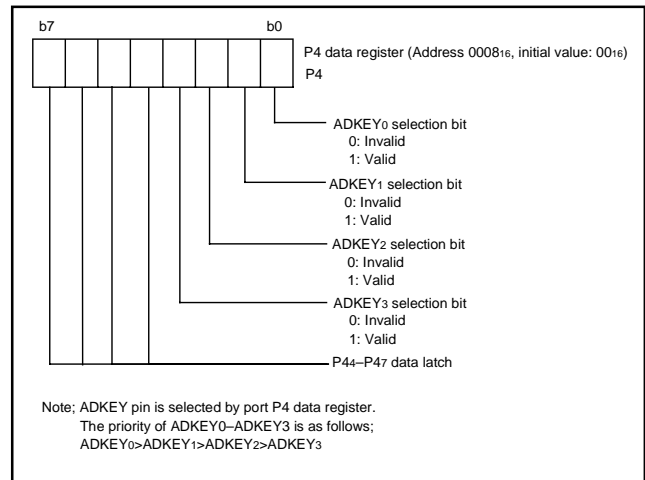 b7 b0
P4 data register (Address 0008₁₆, initial value: 00₁₆)
P4
ADKEY₀ selection bit
0: Invalid
1: Valid
ADKEY₁ selection bit
0: Invalid
1: Valid
ADKEY₂ selection bit
0: Invalid
1: Valid
ADKEY₃ selection bit
0: Invalid
1: Valid
P4₄–P4₇ data latch
Note; ADKEY pin is selected by port P4 data register.
The priority of ADKEY0–ADKEY3 is as follows;
ADKEY₀>ADKEY₁>ADKEY₂>ADKEY₃